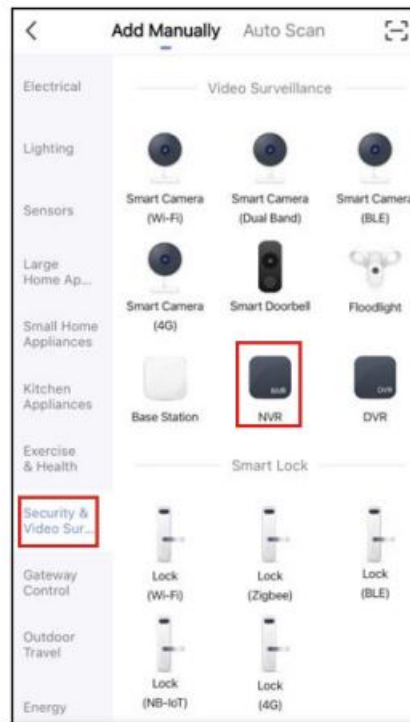 Add Manually Auto Scan
Electrical
Lighting
Sensors
Large
Home Ap...
Small Home
Appliances
Kitchen
Appliances
Exercise
& Health
Security &
Video Sur...
Gateway
Control
Outdoor
Travel
Energy
Video Surveillance
Smart Camera
(Wi-Fi)
Smart Camera
(Dual Band)
Smart Camera
(BLE)
Smart Camera
(4G)
Smart Doorbell
Floodlight
Base Station
NVR
NVR
DVR
DVR
Smart Lock
Lock
(Wi-Fi)
Lock
(Zigbee)
Lock
(BLE)
Lock
(NB-IoT)
Lock
(4G)